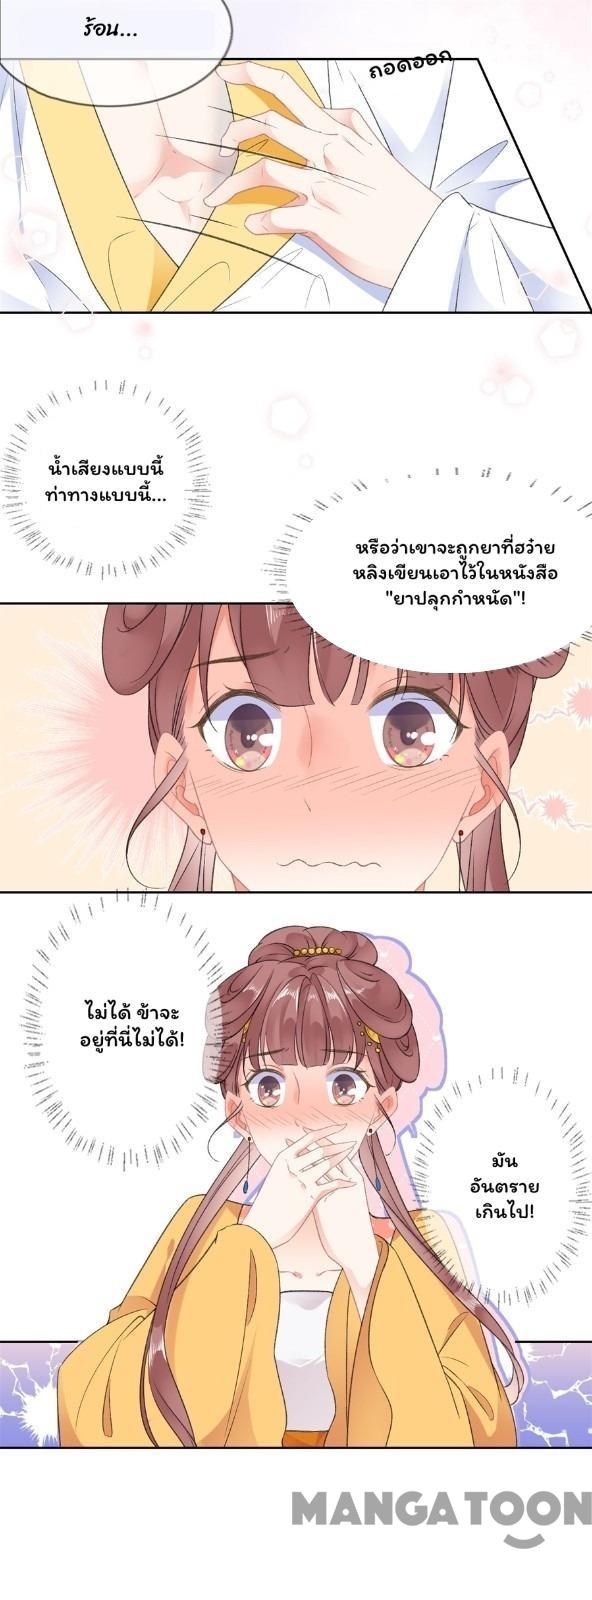 ร้อน...
ถอดออก
น้ำเสียงแบบนี้
ท่าทางแบบนี้...
หรือว่าเขาจะถูกยาที่ฮว๋าย
หลิงเขียนเอาไว้ในหนังสือ
"ยาปลุกกำหนัด"!
ไม่ได้ ข้าจะ
อยู่ที่นี่ไม่ได้!
มัน
อันตราย
เกินไป!
MANGATOON